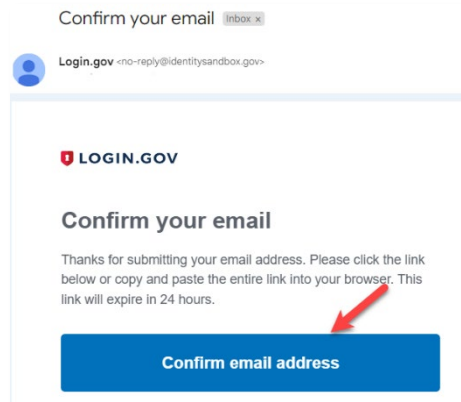 Confirm your email Inbox x
Login.gov <no-reply@identitysandbox.gov>
LOGIN.GOV
Confirm your email
Thanks for submitting your email address. Please click the link
below or copy and paste the entire link into your browser. This
link will expire in 24 hours.
Confirm email address